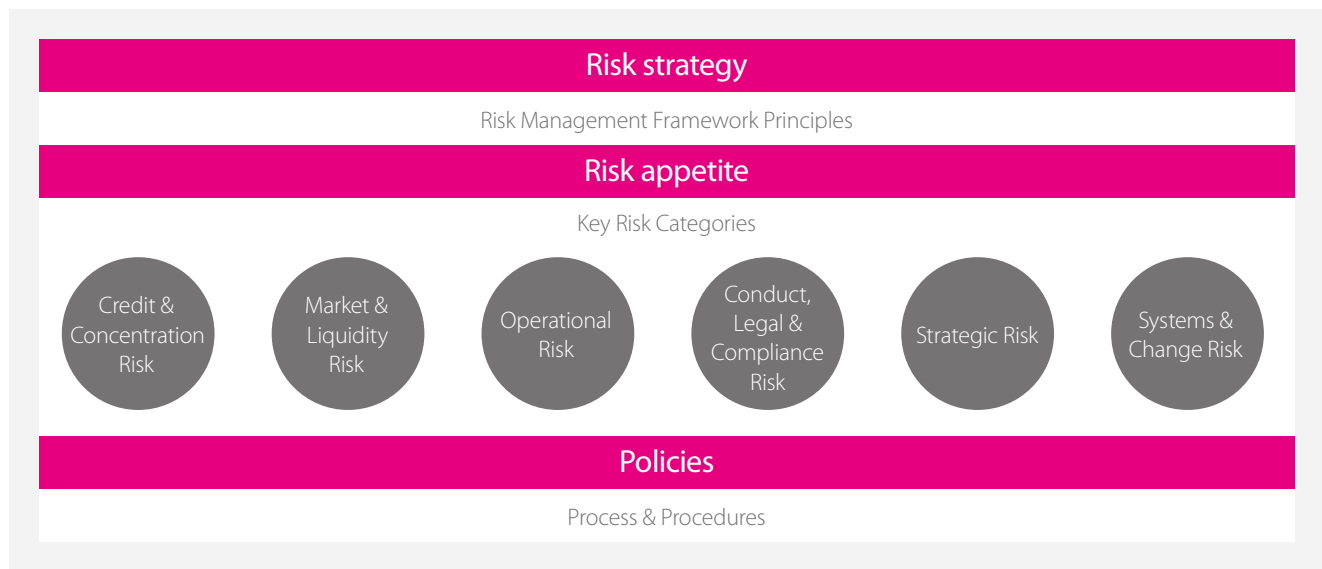 Risk strategy
Risk Management Framework Principles
Risk appetite
Key Risk Categories
Credit &
Concentration
Risk
Market &
Liquidity
Risk
Operational
Risk
Conduct,
Legal &
Compliance
Risk
Strategic Risk
Systems &
Change Risk
Policies
Process & Procedures